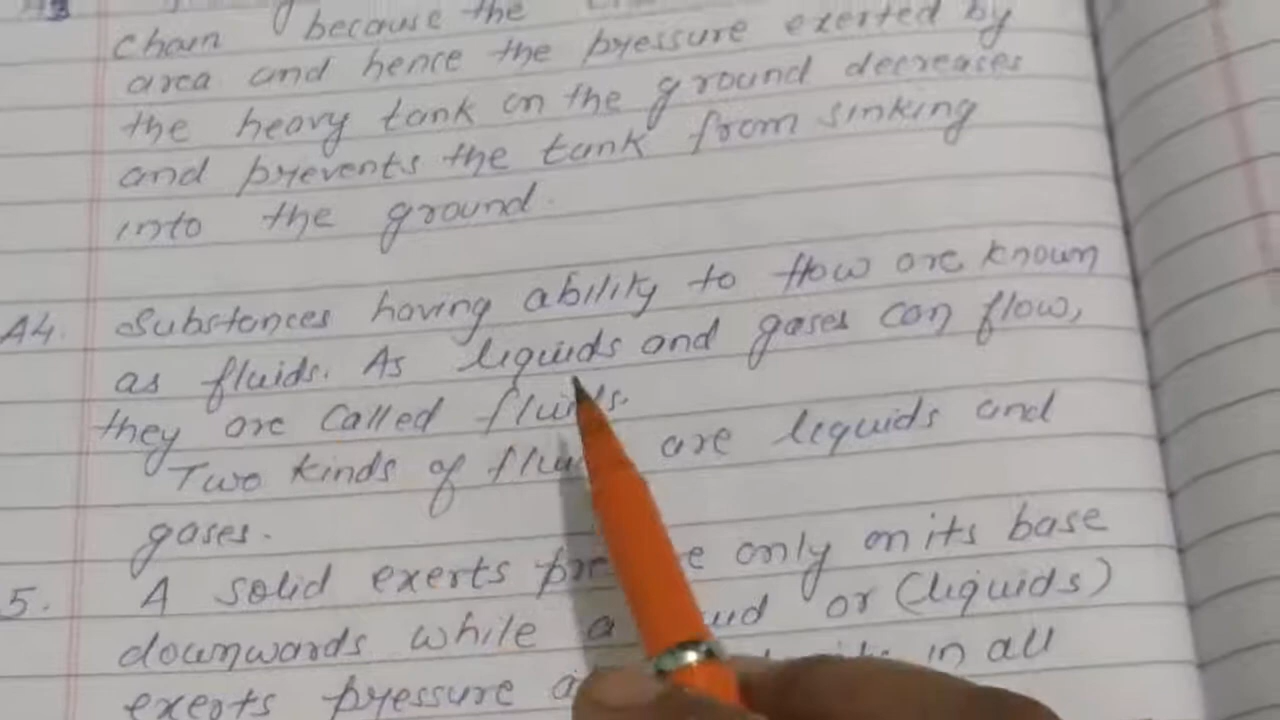 chain because the
area and hence the pressure exerted by
the heavy tank on the ground decreases
and prevents the tank from sinking
into the ground.
A4. Substances having ability to flow are known
as fluids. As liquids and gases can flow,
they are called fluids.
Two kinds of are liquids and
gases.
5. A solid exerts only on its base
downwards while a or (liquids)
exerts pressure in all